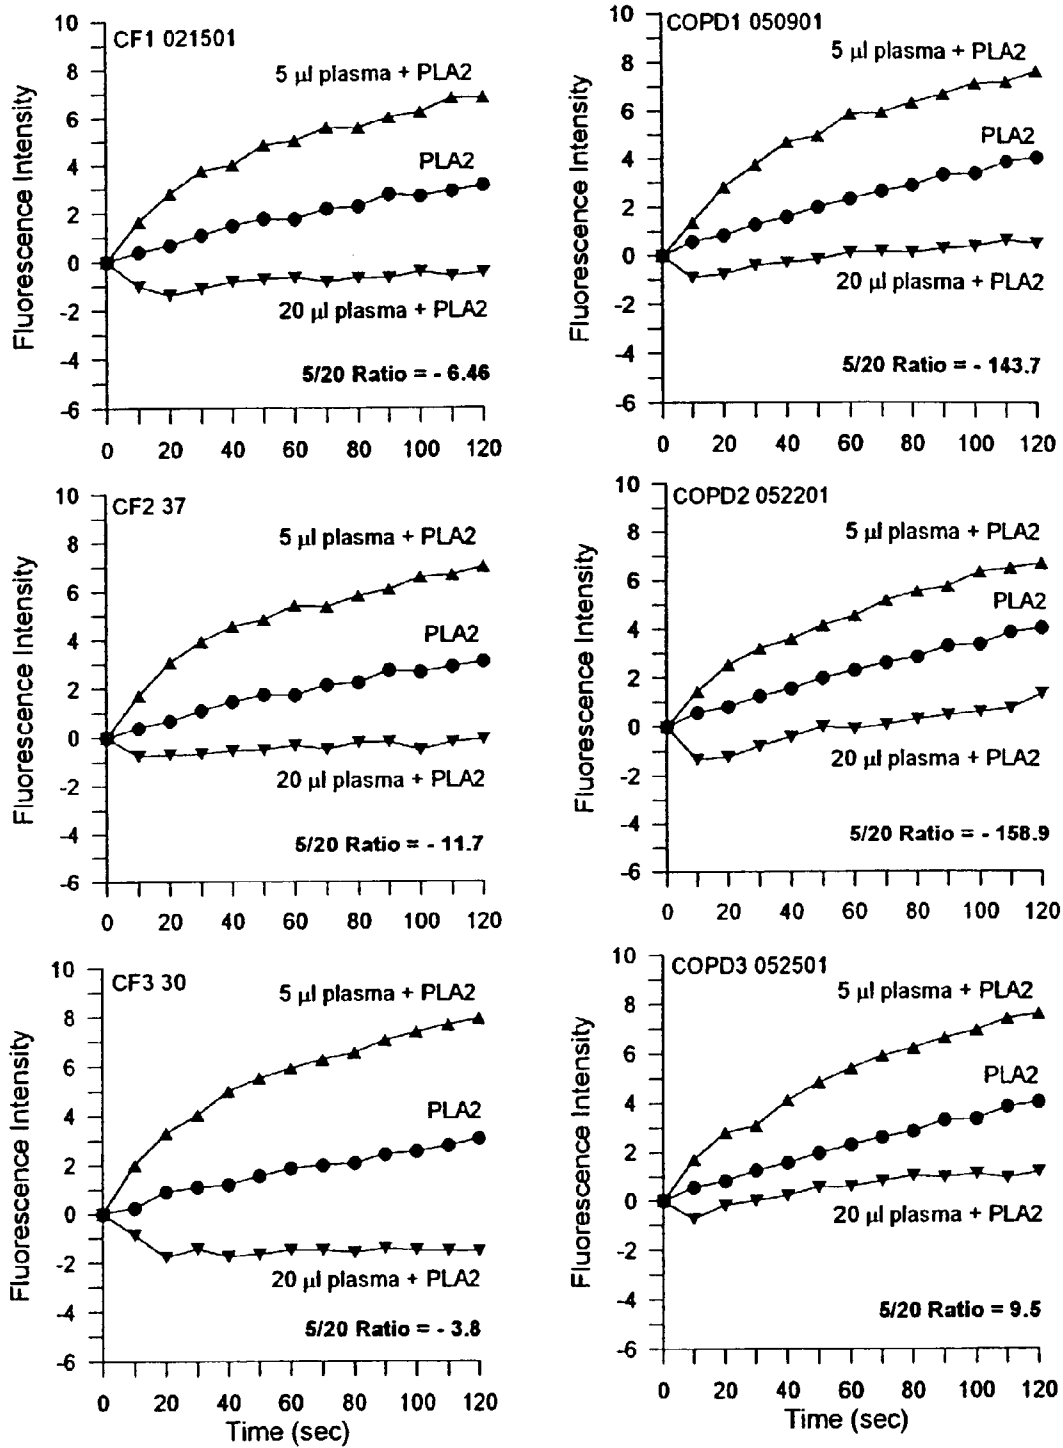 CF1 021501
5 µl plasma + PLA2
PLA2
20 µl plasma + PLA2
5/20 Ratio = - 6.46
Fluorescence Intensity
10
8
6
4
2
0
-2
-4
-6
0 20 40 60 80 100 120
COPD1 050901
5 µl plasma + PLA2
PLA2
20 µl plasma + PLA2
5/20 Ratio = - 143.7
Fluorescence Intensity
10
8
6
4
2
0
-2
-4
-6
0 20 40 60 80 100 120
CF2 37
5 µl plasma + PLA2
PLA2
20 µl plasma + PLA2
5/20 Ratio = - 11.7
Fluorescence Intensity
10
8
6
4
2
0
-2
-4
-6
0 20 40 60 80 100 120
COPD2 052201
5 µl plasma + PLA2
PLA2
20 µl plasma + PLA2
5/20 Ratio = - 158.9
Fluorescence Intensity
10
8
6
4
2
0
-2
-4
-6
0 20 40 60 80 100 120
CF3 30
5 µl plasma + PLA2
PLA2
20 µl plasma + PLA2
5/20 Ratio = - 3.8
Fluorescence Intensity
10
8
6
4
2
0
-2
-4
-6
0 20 40 60 80 100 120
Time (sec)
COPD3 052501
5 µl plasma + PLA2
PLA2
20 µl plasma + PLA2
5/20 Ratio = 9.5
Fluorescence Intensity
10
8
6
4
2
0
-2
-4
-6
0 20 40 60 80 100 120
Time (sec)